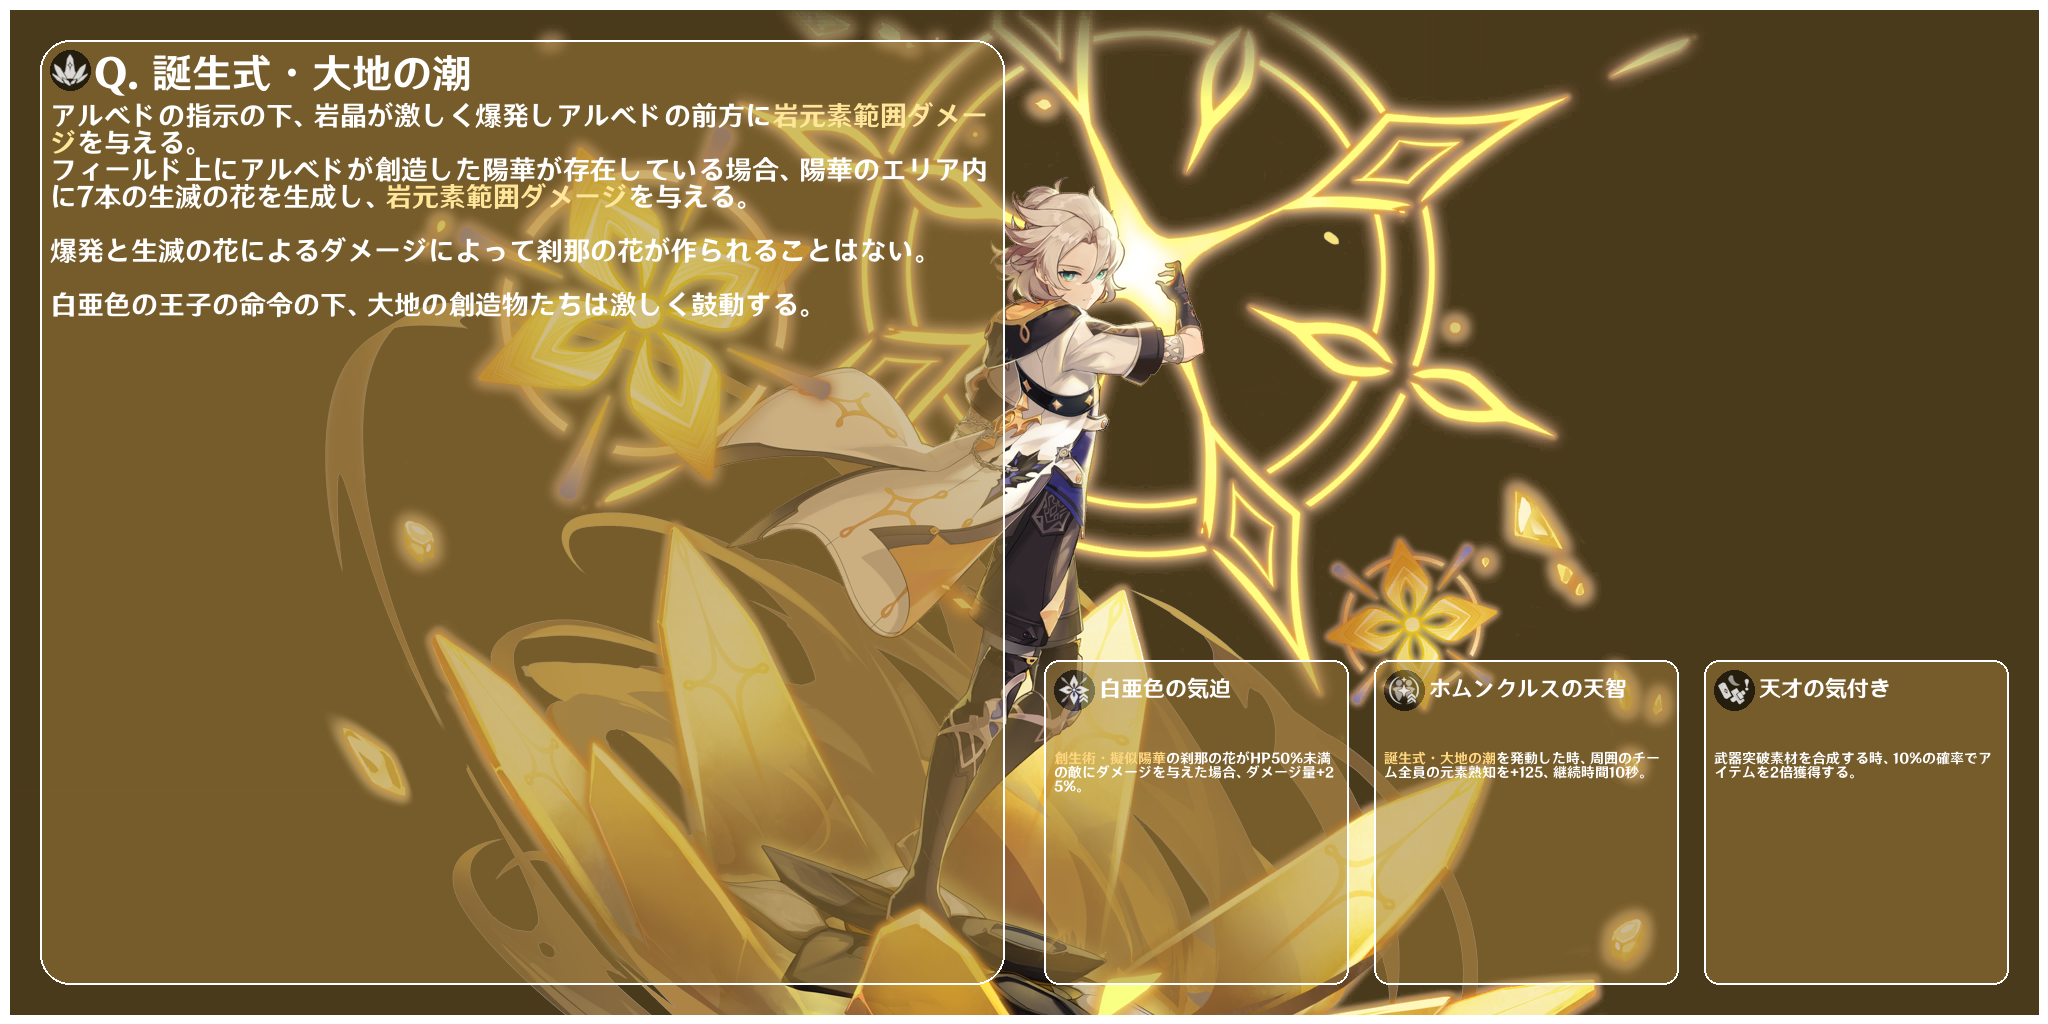 Q. 誕生式・大地の潮
アルベドの指示の下、岩晶が激しく爆発しアルベドの前方に岩元素範囲ダメー
ジを与える。
フィールド上にアルベドが創造した陽華が存在している場合、陽華のエリア内
に7本の生滅の花を生成し、岩元素範囲ダメージを与える。
爆発と生滅の花によるダメージによって刹那の花が作られることはない。
白亜色の王子の命令の下、大地の創造物たちは激しく鼓動する。
白亜色の気迫
創生術・擬似陽華の刹那の花がHP50%未満
の敵にダメージを与えた場合、ダメージ量+2
5%。
ホムンクルスの天智
誕生式・大地の潮を発動した時、周囲のチー
ム全員の元素熟知を+125、継続時間10秒。
天才の気付き
武器突破素材を合成する時、10%の確率でア
イテムを2倍獲得する。